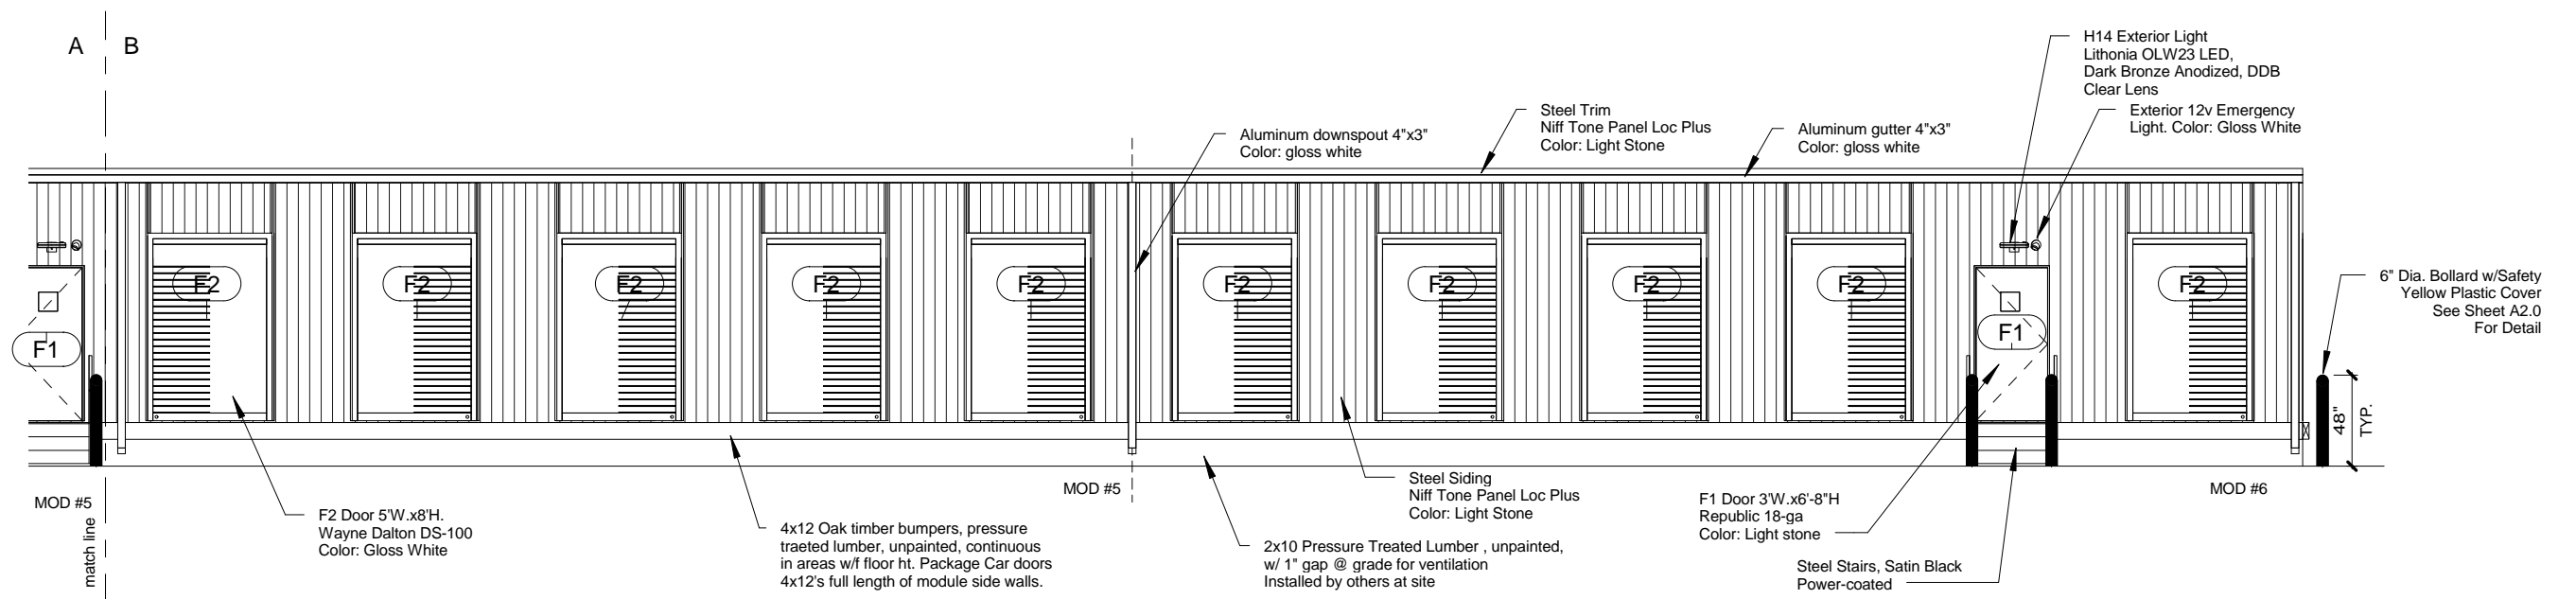 A
B
H14 Exterior Light
Lithonia OLW23 LED,
Dark Bronze Anodized, DDB
Clear Lens
Exterior 12v Emergency
Light. Color: Gloss White
Steel Trim
Niff Tone Panel Loc Plus
Color: Light Stone
Aluminum downspout 4"x3"
Color: gloss white
Aluminum gutter 4"x3"
Color: gloss white
F2
F2
F2
F2
F2
F2
F2
F2
F2
F2
F1
F1
6" Dia. Bollard w/Safety
Yellow Plastic Cover
See Sheet A2.0
For Detail
48"
TYP.
MOD #5
match line
MOD #5
MOD #6
F2 Door 5'W.x8'H.
Wayne Dalton DS-100
Color: Gloss White
4x12 Oak timber bumpers, pressure
traeted lumber, unpainted, continuous
in areas w/f floor ht. Package Car doors
4x12's full length of module side walls.
2x10 Pressure Treated Lumber , unpainted,
w/ 1" gap @ grade for ventilation
Installed by others at site
Steel Siding
Niff Tone Panel Loc Plus
Color: Light Stone
F1 Door 3'W.x6'-8"H
Republic 18-ga
Color: Light stone
Steel Stairs, Satin Black
Power-coated